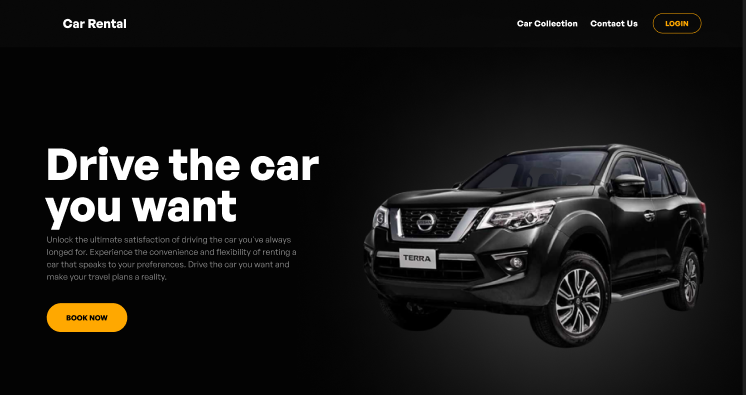 Car Rental
Car Collection
Contact Us
LOGIN
Drive the car
you want
Unlock the ultimate satisfaction of driving the car you've always
longed for. Experience the convenience and flexibility of renting a
car that speaks to your preferences. Drive the car you want and
make your travel plans a reality.
TERRA
BOOK NOW